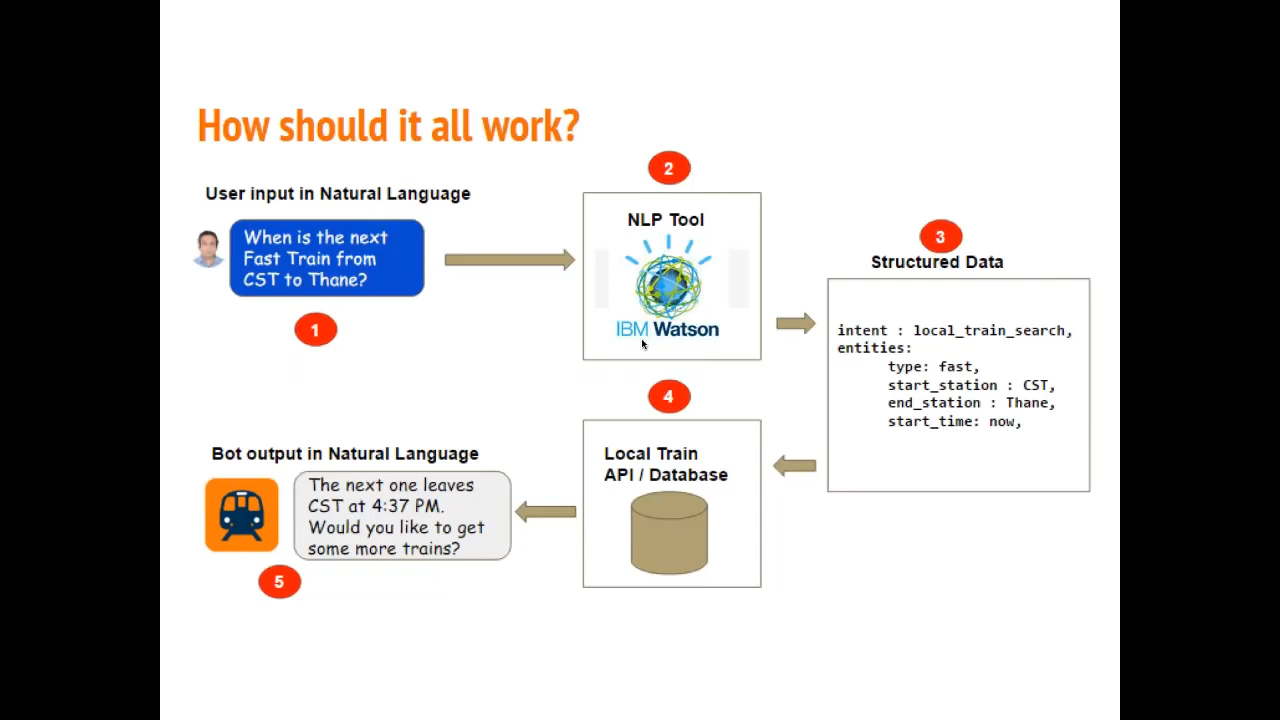 How should it all work?
User input in Natural Language
When is the next
Fast Train from
CST to Thane?
1
2
NLP Tool
IBM Watson
3
Structured Data
intent : local_train_search,
entities:
type: fast,
start_station : CST,
end_station : Thane,
start_time: now,
4
Local Train
API / Database
Bot output in Natural Language
The next one leaves
CST at 4:37 PM.
Would you like to get
some more trains?
5